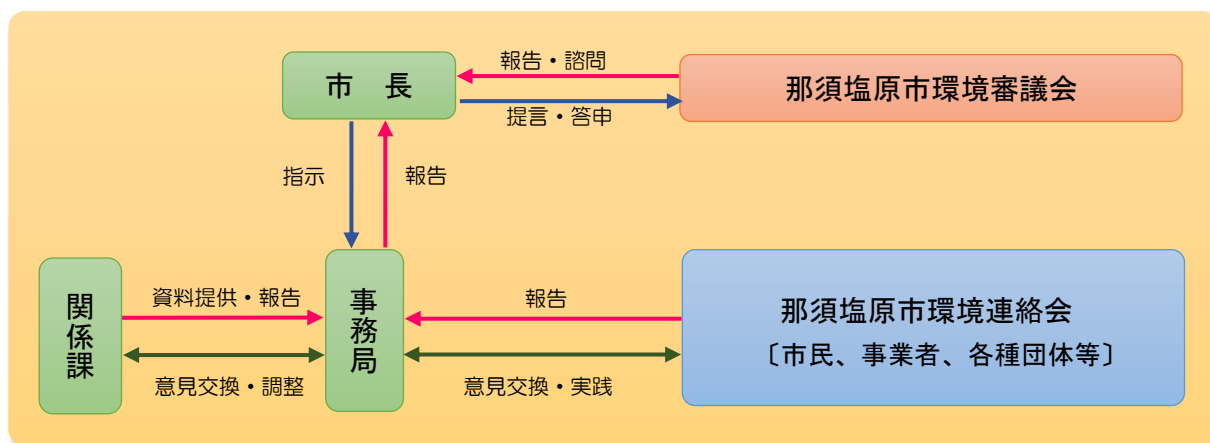 報告・諮問
市　長
那須塩原市環境審議会
提言・答申
指示
報告
関係課
資料提供・報告
事務局
報告
那須塩原市環境連絡会
〔市民、事業者、各種団体等〕
意見交換・調整
意見交換・実践